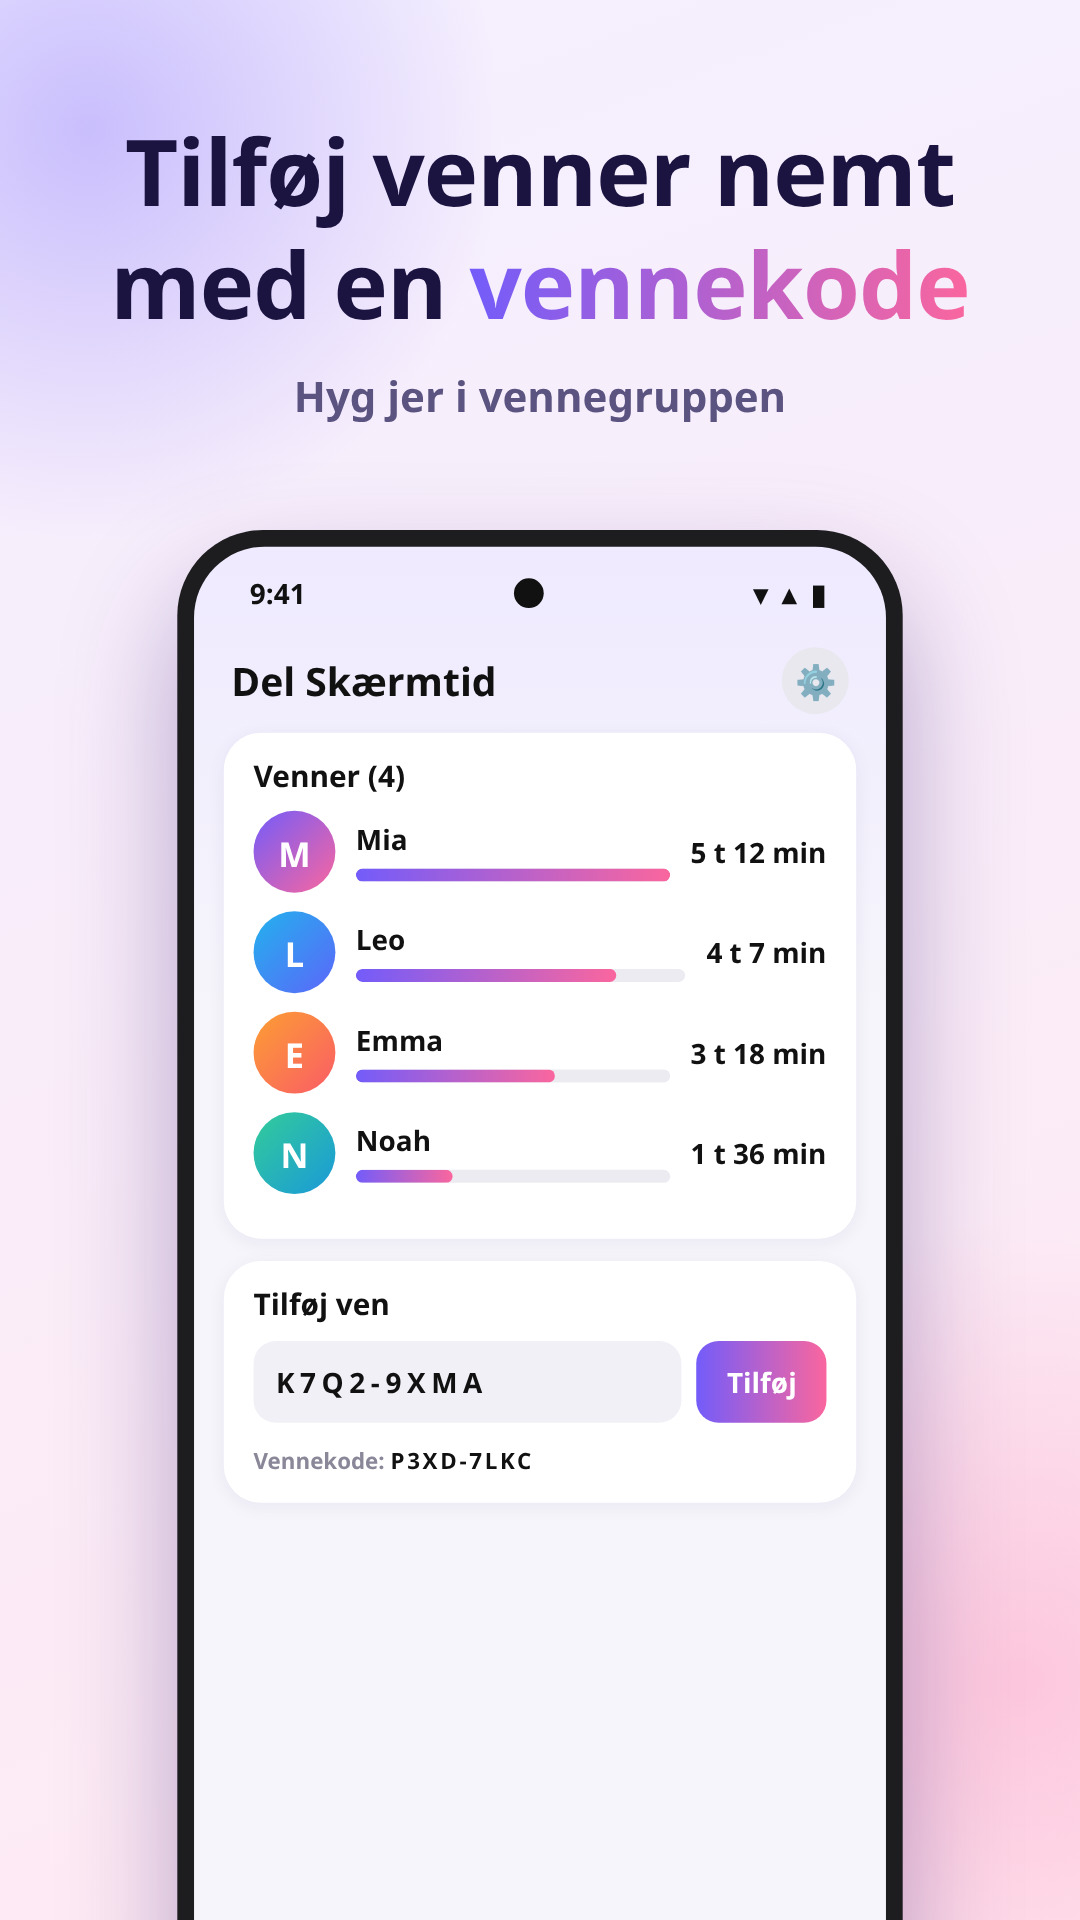 Tilføj venner nemt
med en vennekode
Hyg jer i vennegruppen
9:41
Del Skærmtid
Venner (4)
M
Mia
5 t 12 min
L
Leo
4 t 7 min
E
Emma
3 t 18 min
N
Noah
1 t 36 min
Tilføj ven
K7Q2-9XMA
Tilføj
Vennekode: P3XD-7LKC